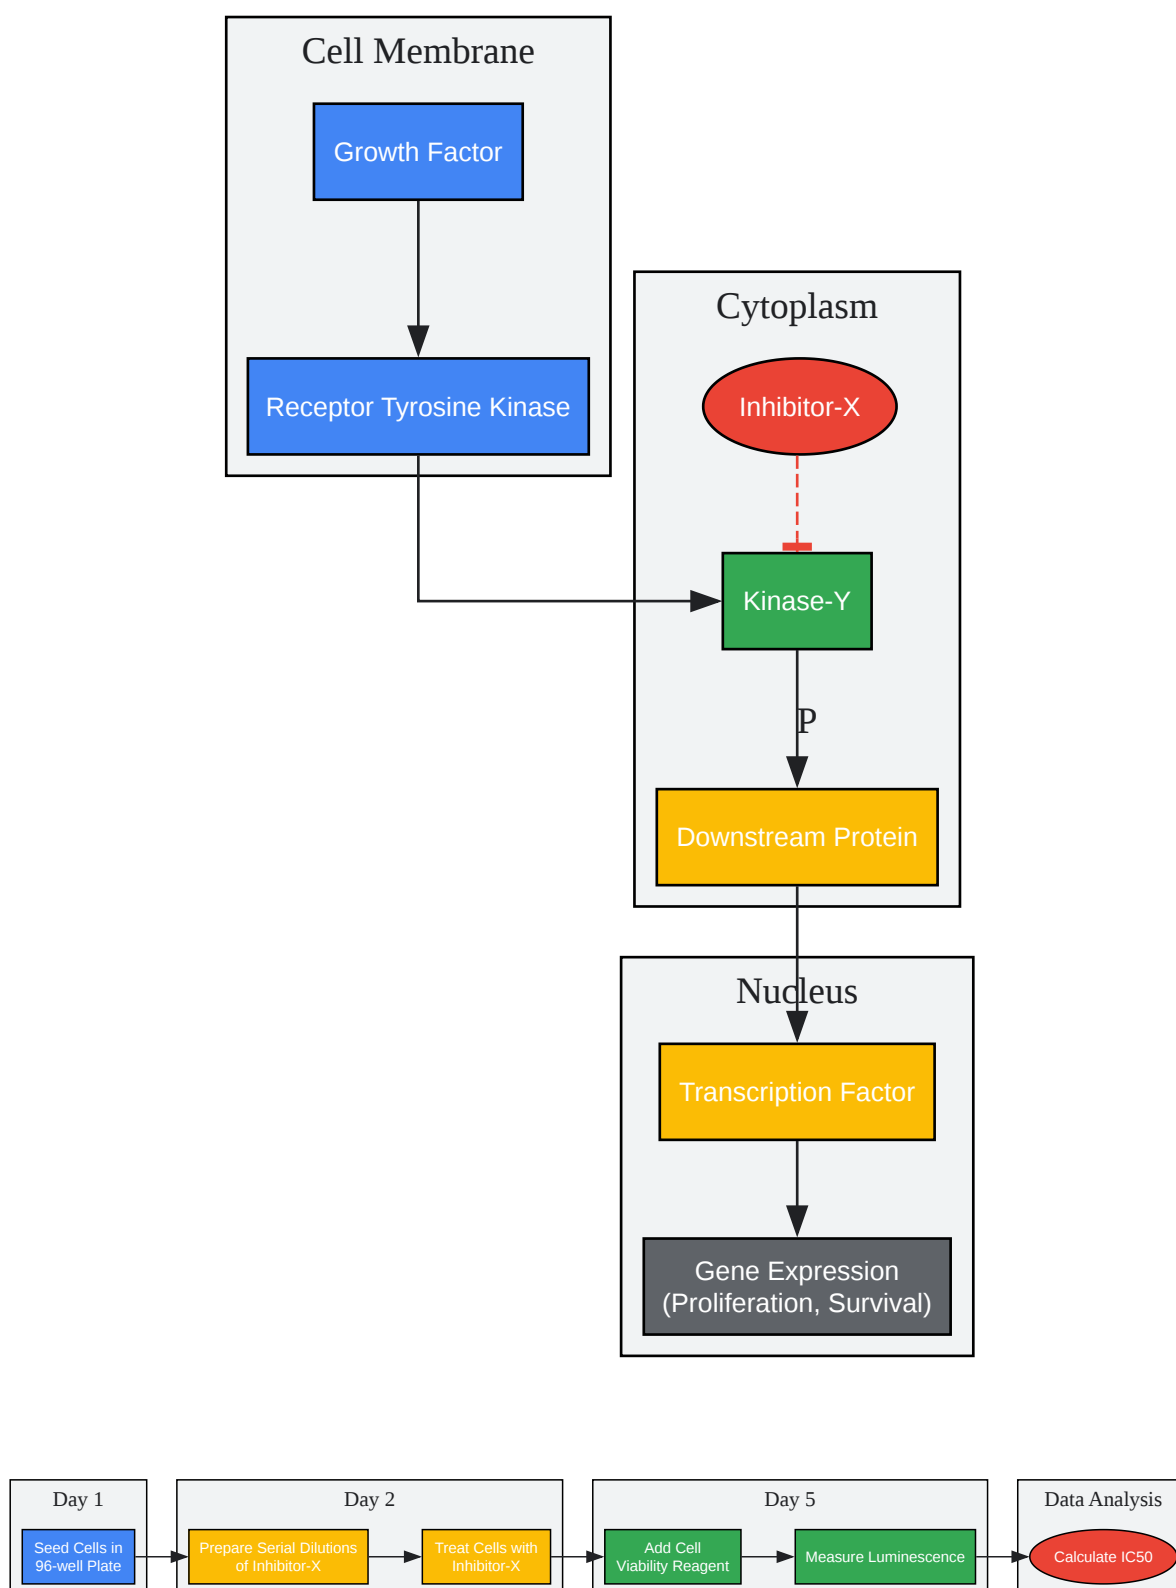 Cell Membrane
Growth Factor
Receptor Tyrosine Kinase
Cytoplasm
Inhibitor-X
Kinase-Y
P
Downstream Protein
Nucleus
Transcription Factor
Gene Expression
(Proliferation, Survival)
Day 1
Seed Cells in
96-well Plate
Day 2
Prepare Serial Dilutions
of Inhibitor-X
Treat Cells with
Inhibitor-X
Day 5
Add Cell
Viability Reagent
Measure Luminescence
Data Analysis
Calculate IC50